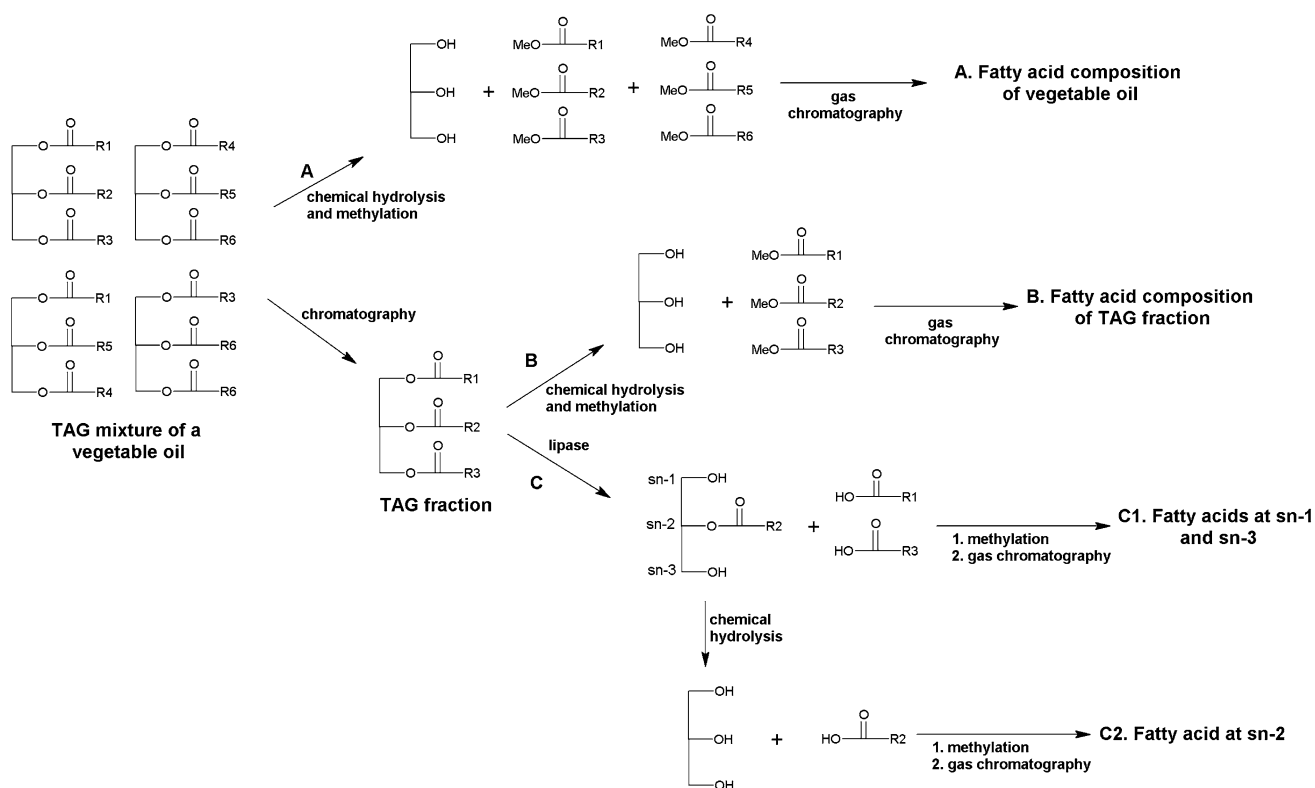 OH
OH
OH
+
O
MeO R1
O
MeO R2
O
MeO R3
+
O
MeO R4
O
MeO R5
O
MeO R6
gas
chromatography
A. Fatty acid composition
of vegetable oil
O
O R1
O
O R2
O
O R3
O
O R4
O
O R5
O
O R6
O
O R1
O
O R5
O
O R4
O
O R3
O
O R6
O
O R6
TAG mixture of a
vegetable oil
A
chemical hydrolysis
and methylation
chromatography
O
O R1
O
O R2
O
O R3
TAG fraction
B
chemical hydrolysis
and methylation
OH
OH
OH
+
O
MeO R1
O
MeO R2
O
MeO R3
gas
chromatography
B. Fatty acid composition
of TAG fraction
lipase
C
sn-1 OH
O
sn-2 O R2
sn-3 OH
+
O
HO R1
O
HO R3
1. methylation
2. gas chromatography
C1. Fatty acids at sn-1
and sn-3
chemical
hydrolysis
OH
OH
OH
+
O
HO R2
1. methylation
2. gas chromatography
C2. Fatty acid at sn-2